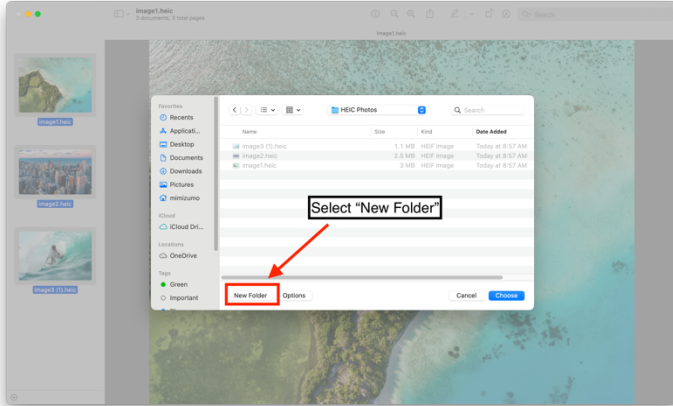 image1.heic
3 documents, 3 total pages
Search
image1.heic
image1.heic
image2.heic
image3 (1).heic
Favorites
Recents
Applicati...
Desktop
Documents
Downloads
Pictures
mimizumo
iCloud
iCloud Dri...
Locations
OneDrive
Tags
Green
Important
HEIC Photos
Search
Name Size Kind Date Added
image3 (1).heic 1.1 MB HEIF Image Today at 8:57 AM
image2.heic 2.5 MB HEIF Image Today at 8:57 AM
image1.heic 3 MB HEIF Image Today at 8:57 AM
Select “New Folder”
New Folder Options Cancel Choose